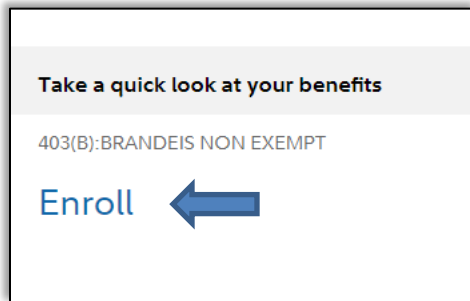 Take a quick look at your benefits
403(B):BRANDEIS NON EXEMPT
Enroll